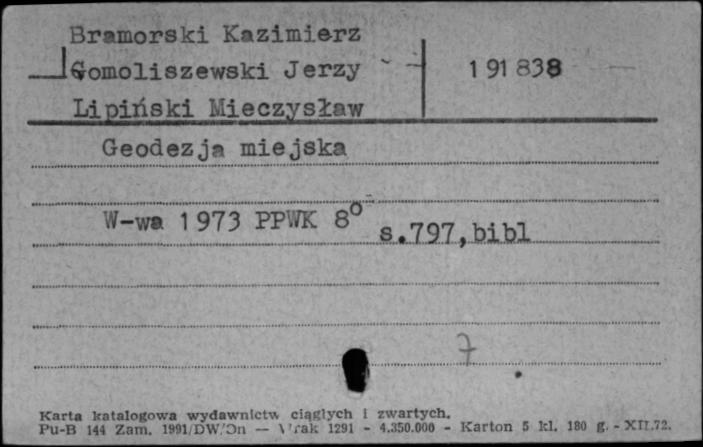 Bramorski Kazimierz
Gomoliszewski Jerzy 191838
Lipiński Mieczysław
Geodezja miejska
W-wa 1973 PPWK 8° s.797,bibl
7
Karta katalogowa wydawnictw ciągłych i zwartych.
Pu-B 144 Zam. 1991/DW/On — 1291 - 4.350.000 - Karton 5 kl. 180 g. - XII.72.